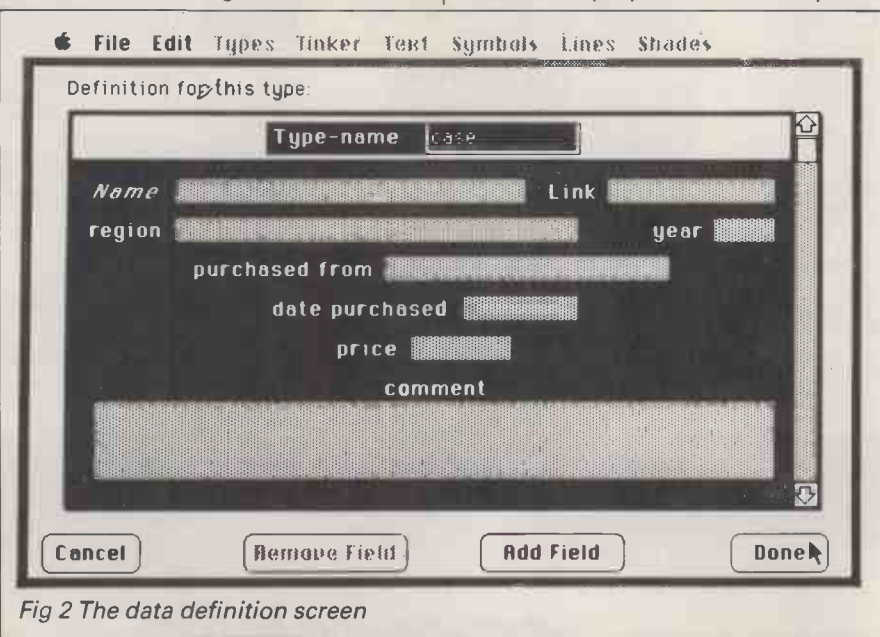 File Edit Types Tinker Text Symbols Lines Shades
Definition for this type:
Type-name case
Name Link
region year
purchased from
date purchased
price
comment
Cancel Remove Field Add Field Done
Fig 2 The data definition screen